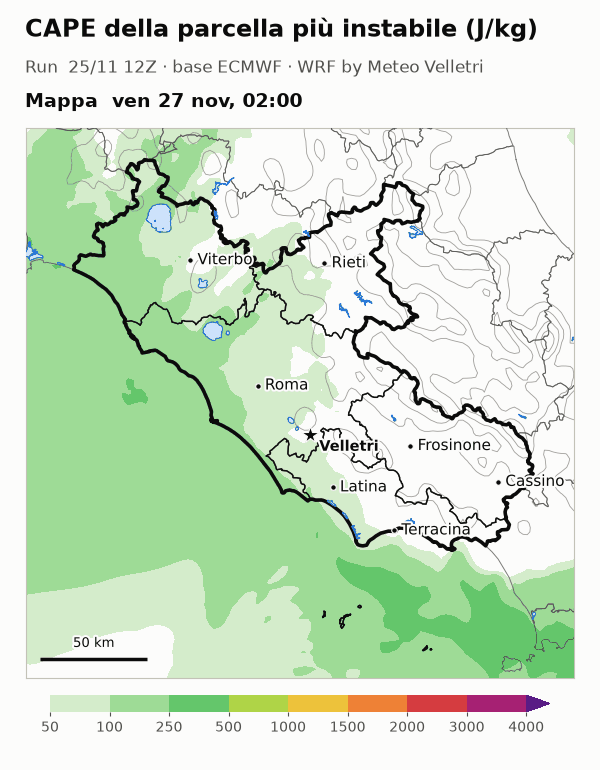 CAPE della parcella più instabile (J/kg)
Run  25/11 12Z · base ECMWF · WRF by Meteo Velletri
Mappa  ven 27 nov, 02:00
Viterbo
Rieti
Roma
Velletri
Frosinone
Latina
Cassino
Terracina
50 km
50 100 250 500 1000 1500 2000 3000 4000